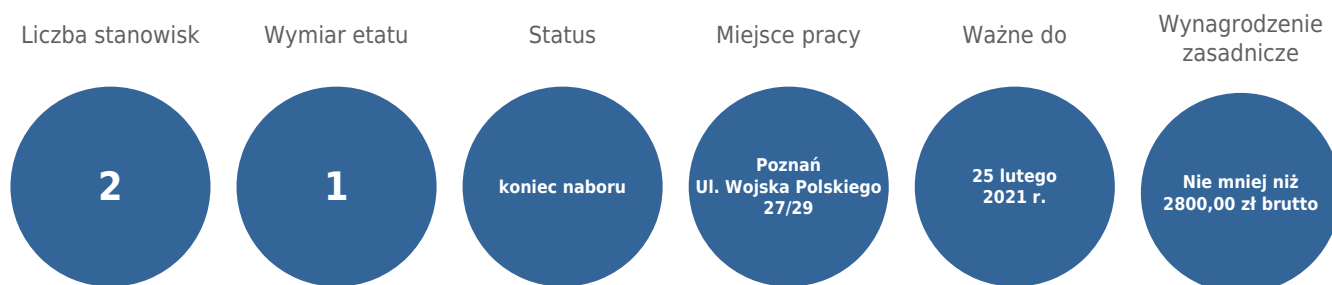 Liczba stanowisk
2
Wymiar etatu
1
Status
koniec naboru
Miejsce pracy
Poznań
Ul. Wojska Polskiego
27/29
Ważne do
25 lutego
2021 r.
Wynagrodzenie
zasadnicze
Nie mniej niż
2800,00 zł brutto